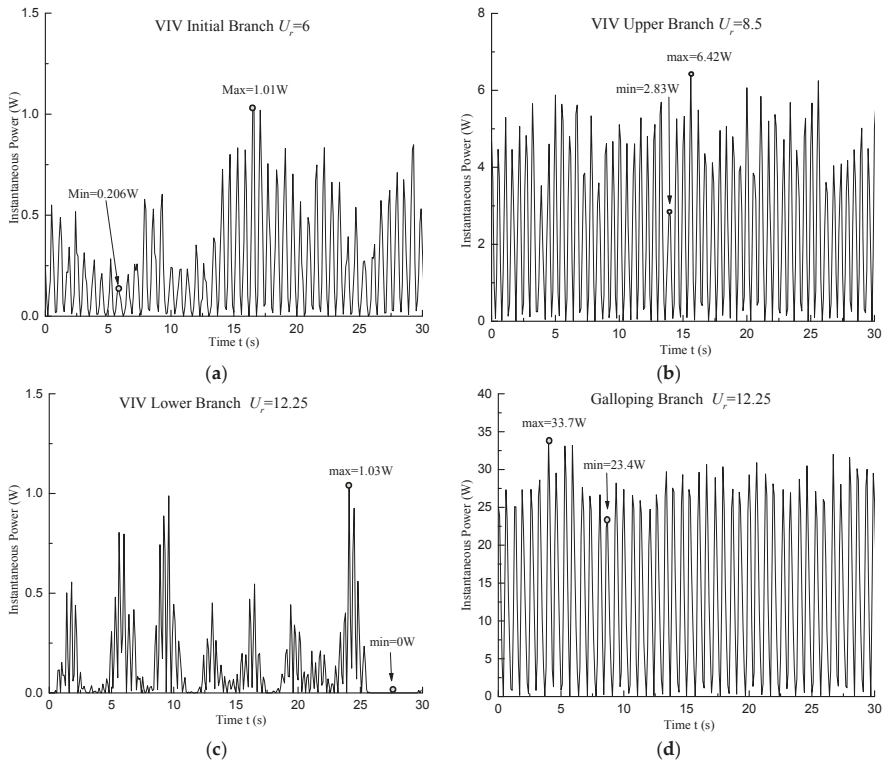 VIV Initial Branch U_r=6
1.5
1.0
0.5
0.0
Instantaneous Power (W)
Max=1.01W
Min=0.206W
0 5 10 15 20 25 30
Time t (s)
(a)
VIV Upper Branch U_r=8.5
8
6
4
2
0
Instantaneous Power (W)
max=6.42W
min=2.83W
0 5 10 15 20 25 30
Time t (s)
(b)
VIV Lower Branch U_r=12.25
1.5
1.0
0.5
0.0
Instantaneous Power (W)
max=1.03W
min=0W
0 5 10 15 20 25 30
Time t (s)
(c)
Galloping Branch U_r=12.25
40
35
30
25
20
15
10
5
0
Instantaneous Power (W)
max=33.7W
min=23.4W
0 5 10 15 20 25 30
Time t (s)
(d)